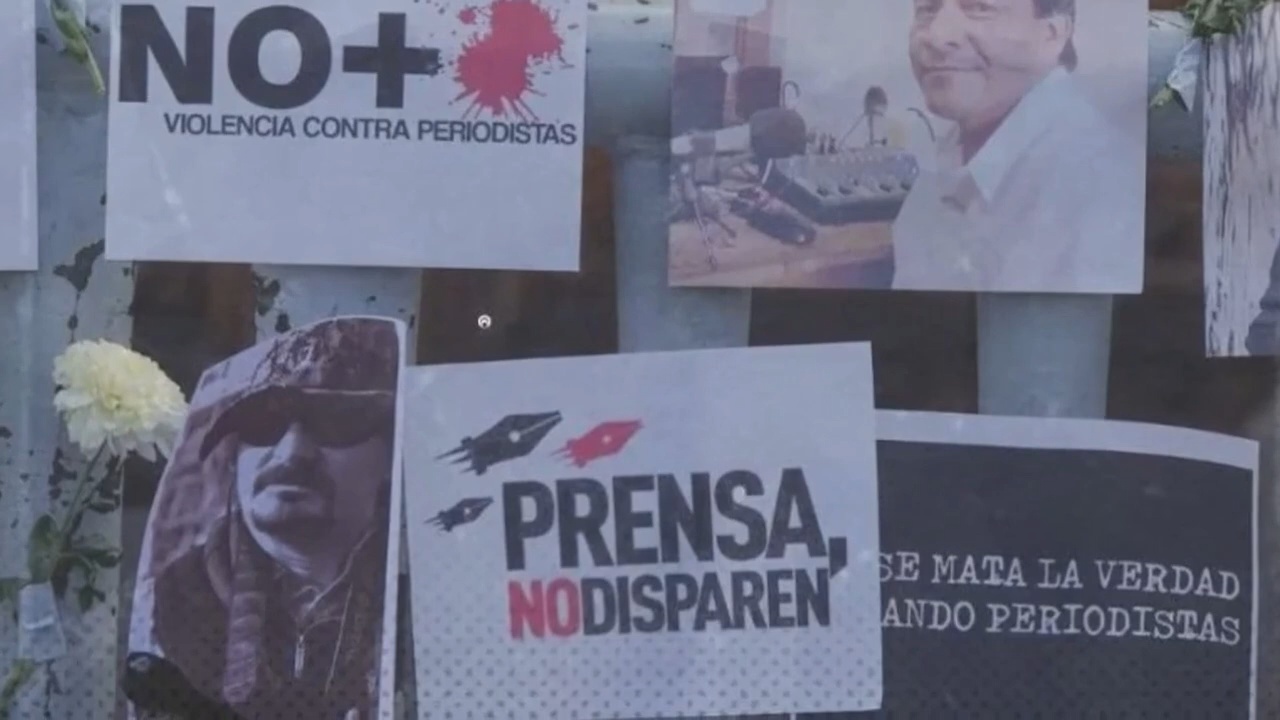 NO+
VIOLENCIA CONTRA PERIODISTAS
PRENSA,
NO DISPAREN
SE MATA LA VERDAD
ANDO PERIODISTAS